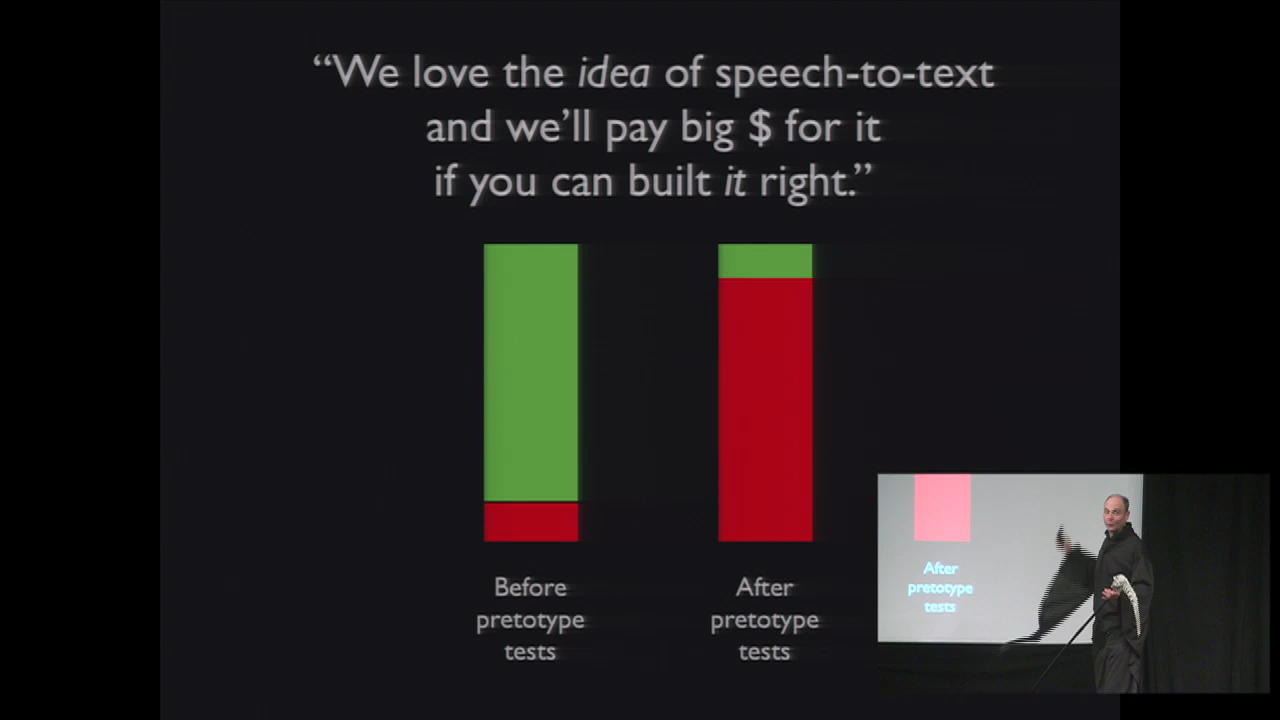 “We love the idea of speech-to-text
and we’ll pay big $ for it
if you can built it right.”
Before
pretotype
tests
After
pretotype
tests
After
pretotype
tests